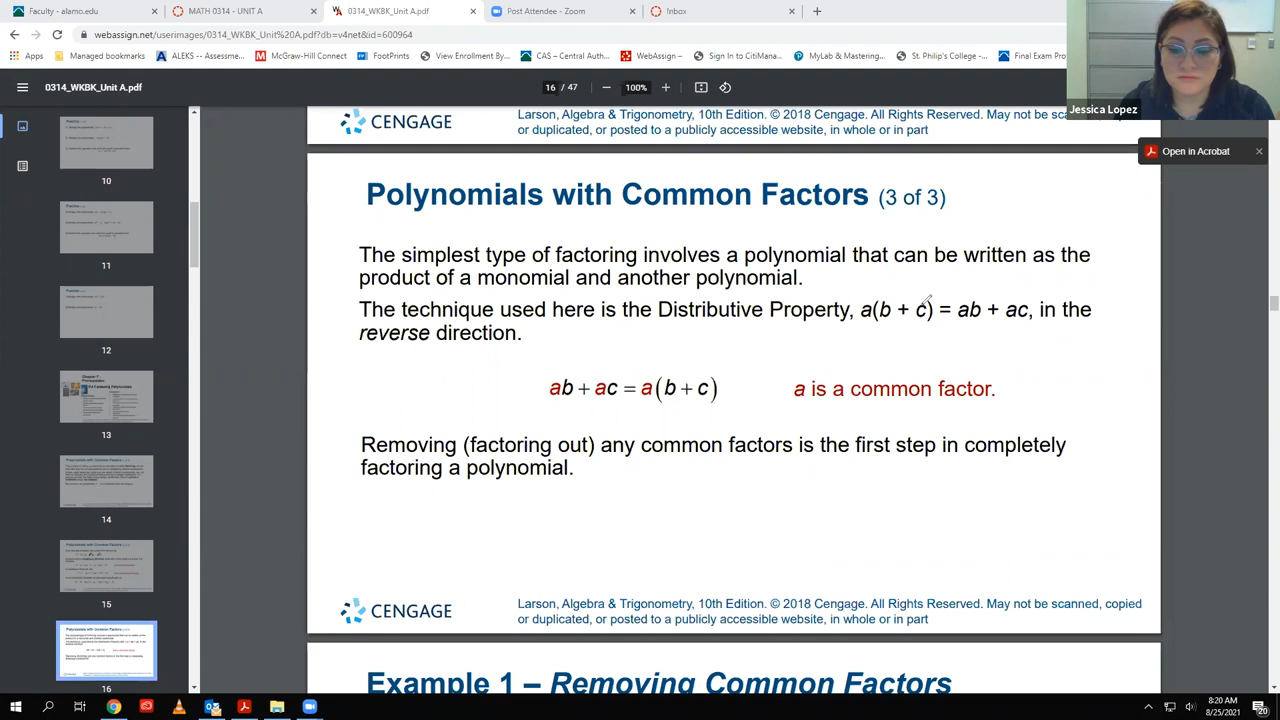 Faculty - alamo.edu
MATH 0314 - UNIT A
0314_WKBK_Unit A.pdf
Post Attendee - Zoom
Inbox
webassign.net/userimages/0314_WKBK_Unit%20A.pdf?db=v4net&id=600964
Apps
Managed bookmarks
ALEKS -- Assessme...
McGraw-Hill Connect
FootPrints
View Enrollment By...
CAS – Central Auth...
WebAssign
Sign In to CitiMana...
MyLab & Mastering...
St. Philip's College -...
Final Exam Pro
Jessica Lopez
0314_WKBK_Unit A.pdf
16 / 47
100%
Open in Acrobat
CENGAGE
Larson, Algebra & Trigonometry, 10th Edition. © 2018 Cengage. All Rights Reserved. May not be
or duplicated, or posted to a publicly accessible website, in whole or in part
Polynomials with Common Factors (3 of 3)
The simplest type of factoring involves a polynomial that can be written as the
product of a monomial and another polynomial.
The technique used here is the Distributive Property, a(b + c) = ab + ac, in the
reverse direction.
ab + ac = a(b + c)
a is a common factor.
Removing (factoring out) any common factors is the first step in completely
factoring a polynomial.
CENGAGE
Larson, Algebra & Trigonometry, 10th Edition. © 2018 Cengage. All Rights Reserved. May not be scanned, copied
or duplicated, or posted to a publicly accessible website, in whole or in part
Example 1 – Removing Common Factors
10
11
12
13
14
15
16
8:20 AM
8/25/2021
20